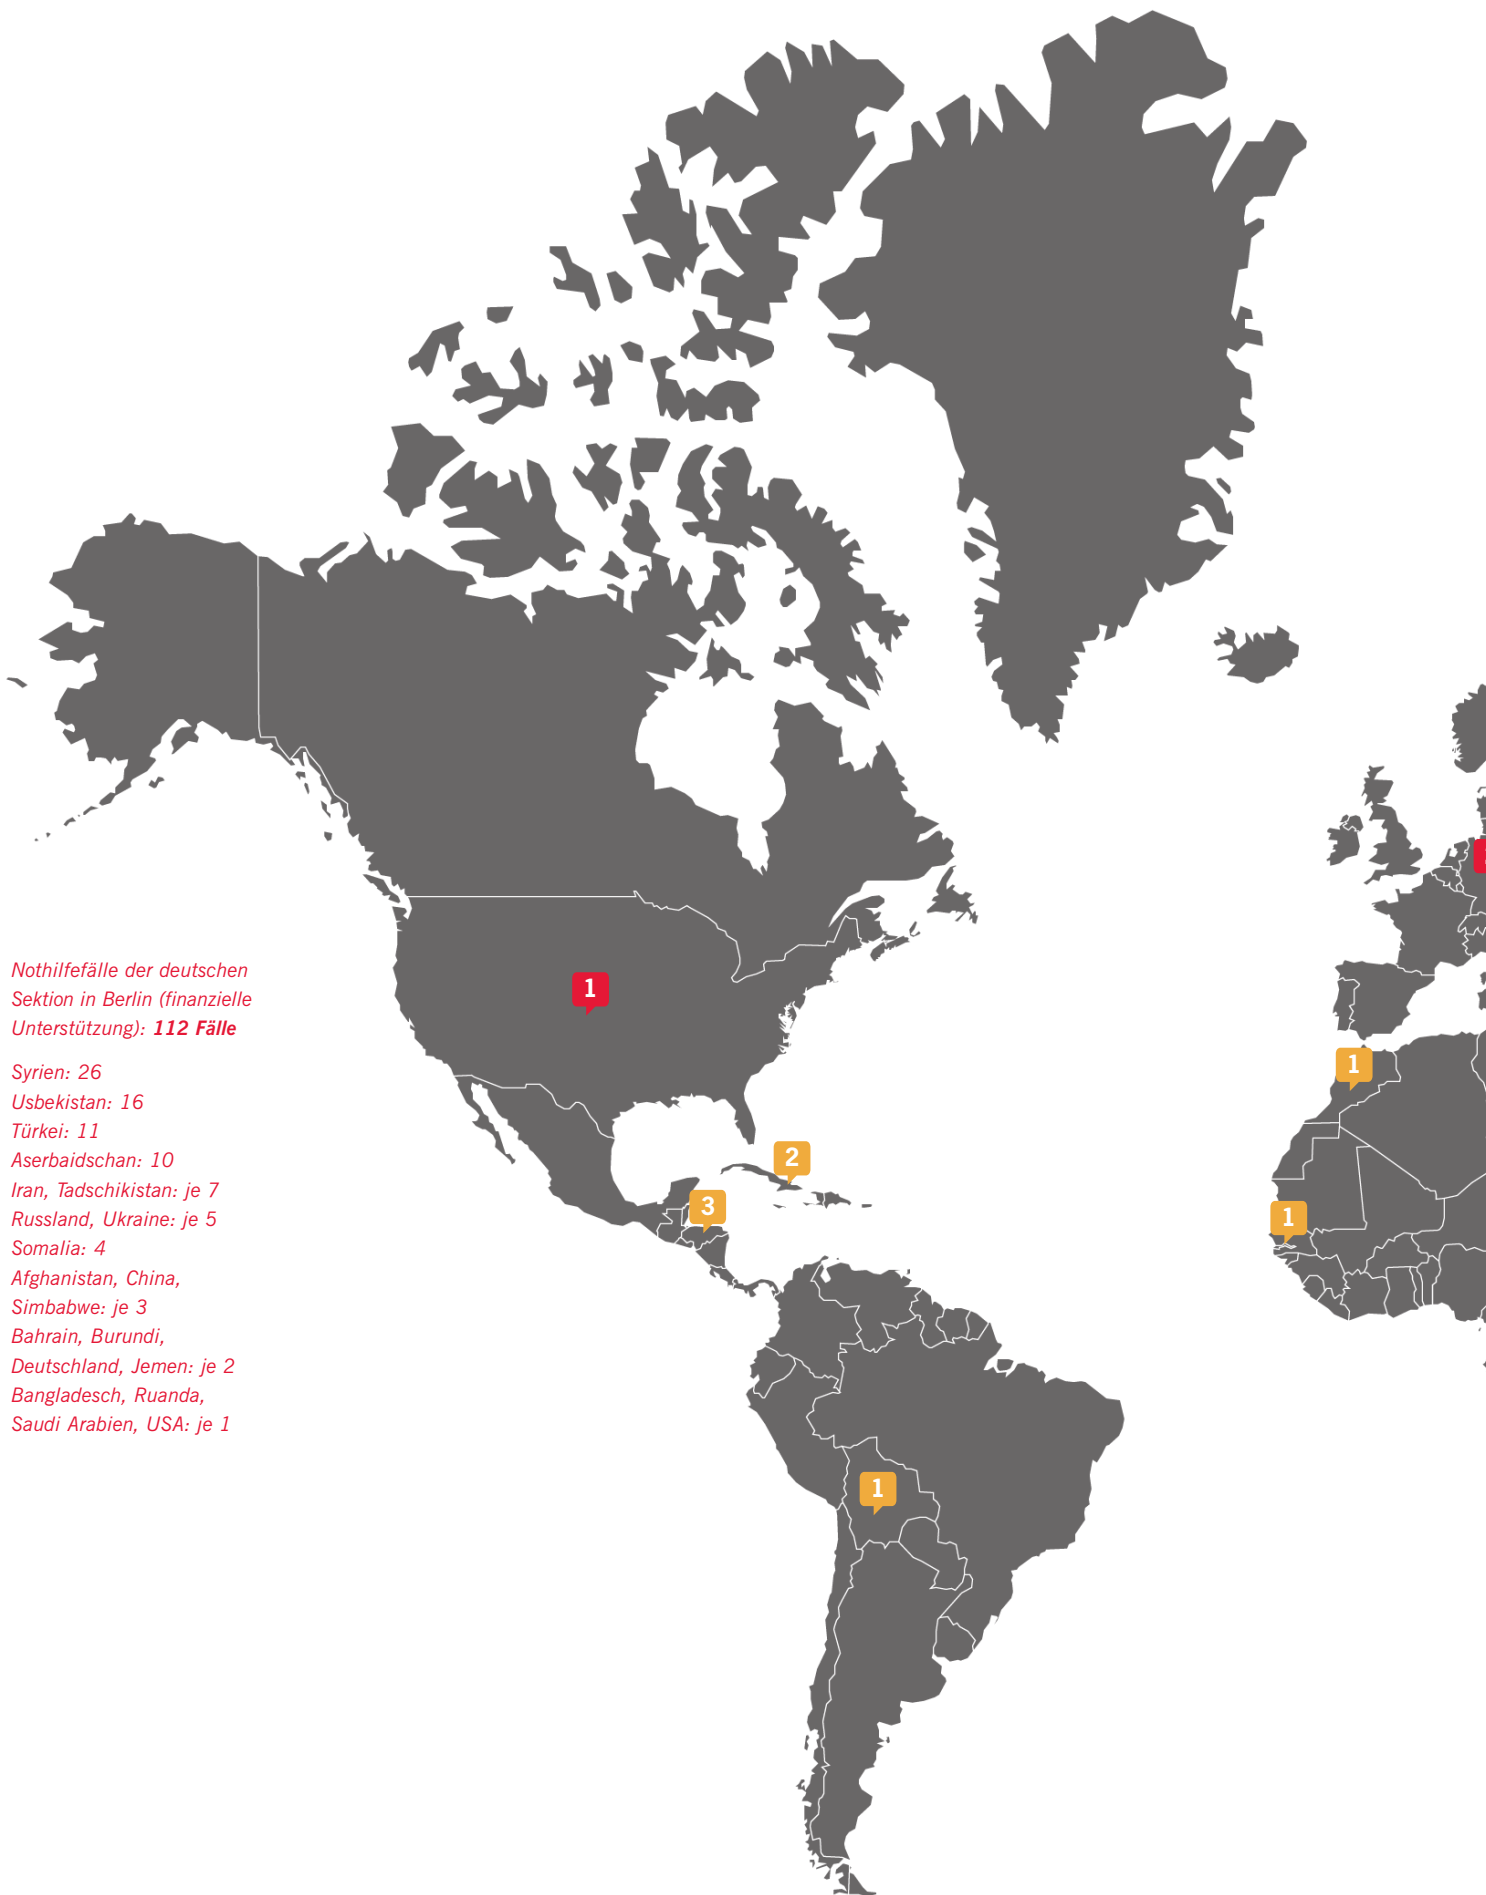 1
1
2
3
1
1
Nothilfefälle der deutschen
Sektion in Berlin (finanzielle
Unterstützung): 112 Fälle
Syrien: 26
Usbekistan: 16
Türkei: 11
Aserbaidschan: 10
Iran, Tadschikistan: je 7
Russland, Ukraine: je 5
Somalia: 4
Afghanistan, China,
Simbabwe: je 3
Bahrain, Burundi,
Deutschland, Jemen: je 2
Bangladesch, Ruanda,
Saudi Arabien, USA: je 1